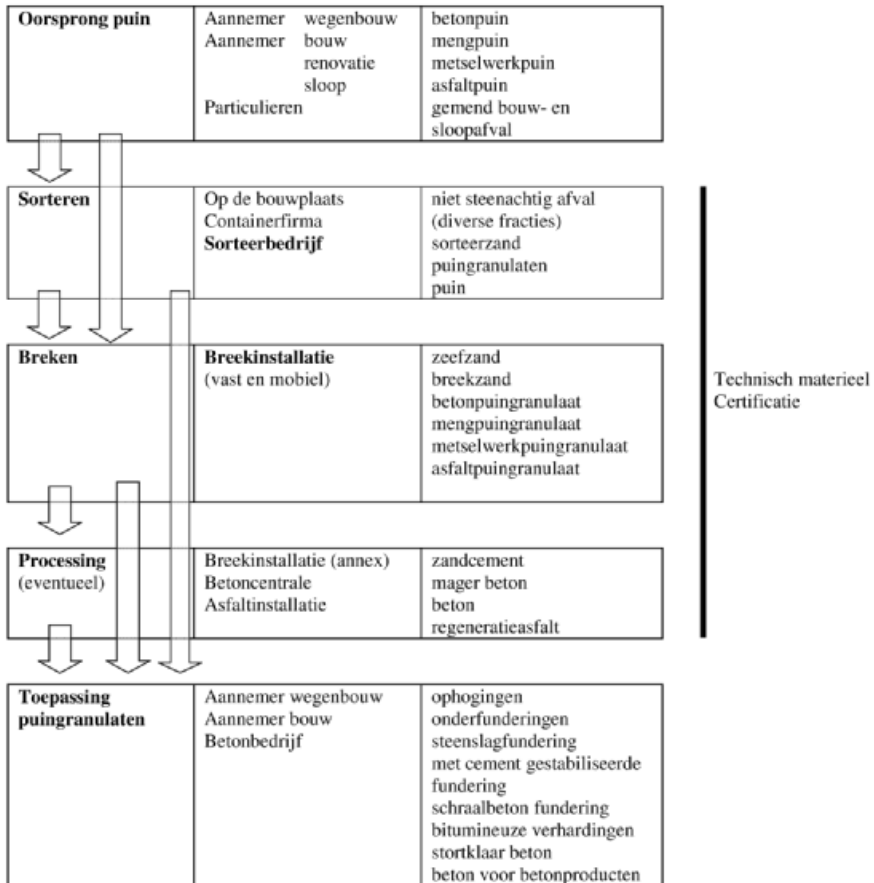 Oorsprong puin Aannemer wegenbouw betonpuin
Aannemer bouw mengpuin
renovatie metselwerkpuin
sloop asfaltpuin
Particulieren gemend bouw- en
sloopafval
Sorteren Op de bouwplaats niet steenachtig afval
Containerfirma (diverse fracties)
Sorteerbedrijf sorteerzand
puingranulaten
puin
Breken Breekinstallatie zeefzand
(vast en mobiel) breekzand
betonpuingranulaat
mengpuingranulaat
metselwerkpuingranulaat
asfaltpuingranulaat
Technisch materieel
Certificatie
Processing Breekinstallatie (annex) zandcement
(eventueel) Betoncentrale mager beton
Asfaltinstallatie beton
regeneratieasfalt
Toepassing Aannemer wegenbouw ophogingen
puingranulaten Aannemer bouw onderfunderingen
Betonbedrijf steenslagfundering
met cement gestabiliseerde
fundering
schraalbeton fundering
bitumineuze verhardingen
stortklaar beton
beton voor betonproducten